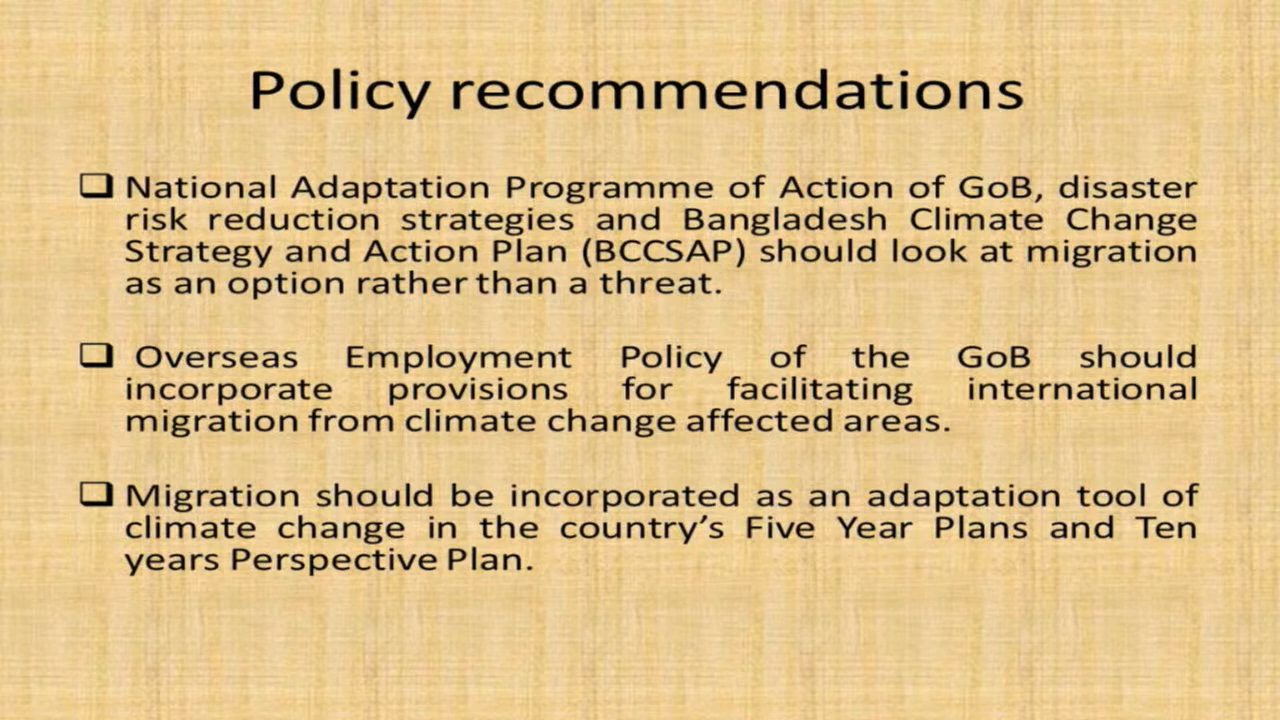 Policy recommendations
❑ National Adaptation Programme of Action of GoB, disaster
risk reduction strategies and Bangladesh Climate Change
Strategy and Action Plan (BCCSAP) should look at migration
as an option rather than a threat.
❑ Overseas Employment Policy of the GoB should
incorporate provisions for facilitating international
migration from climate change affected areas.
❑ Migration should be incorporated as an adaptation tool of
climate change in the country’s Five Year Plans and Ten
years Perspective Plan.